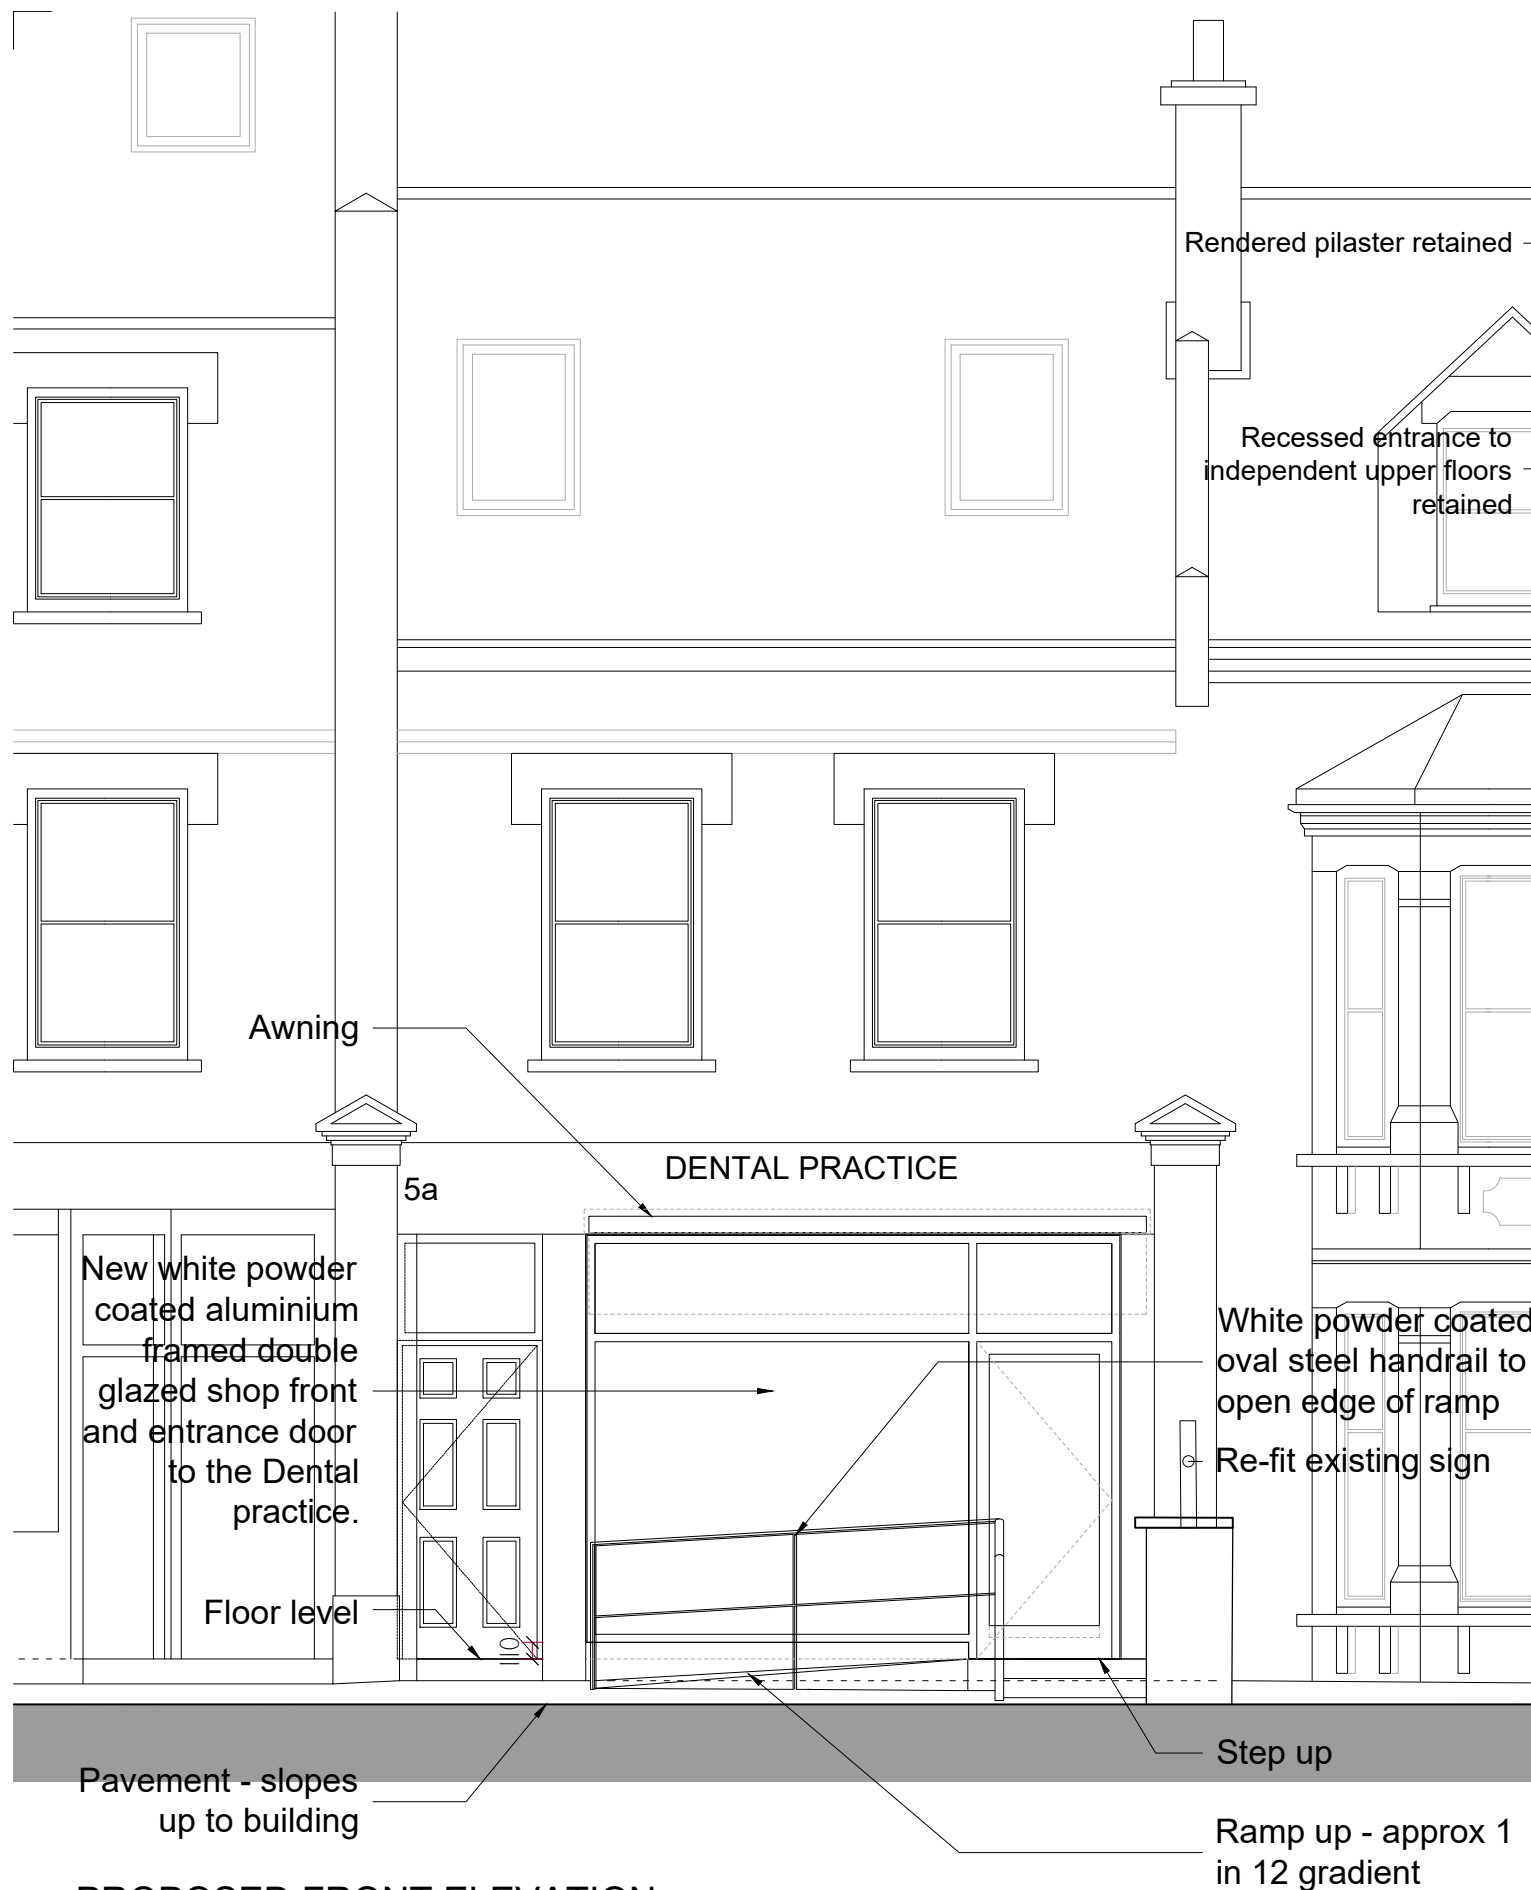 Rendered pilaster retained
Recessed entrance to
independent upper floors
retained
Awning
DENTAL PRACTICE
5a
New white powder
coated aluminium
framed double
glazed shop front
and entrance door
to the Dental
practice.
White powder coated
oval steel handrail to
open edge of ramp
Re-fit existing sign
Floor level
Step up
Pavement - slopes
up to building
Ramp up - approx 1
in 12 gradient
PROPOSED FRONT ELEVATION